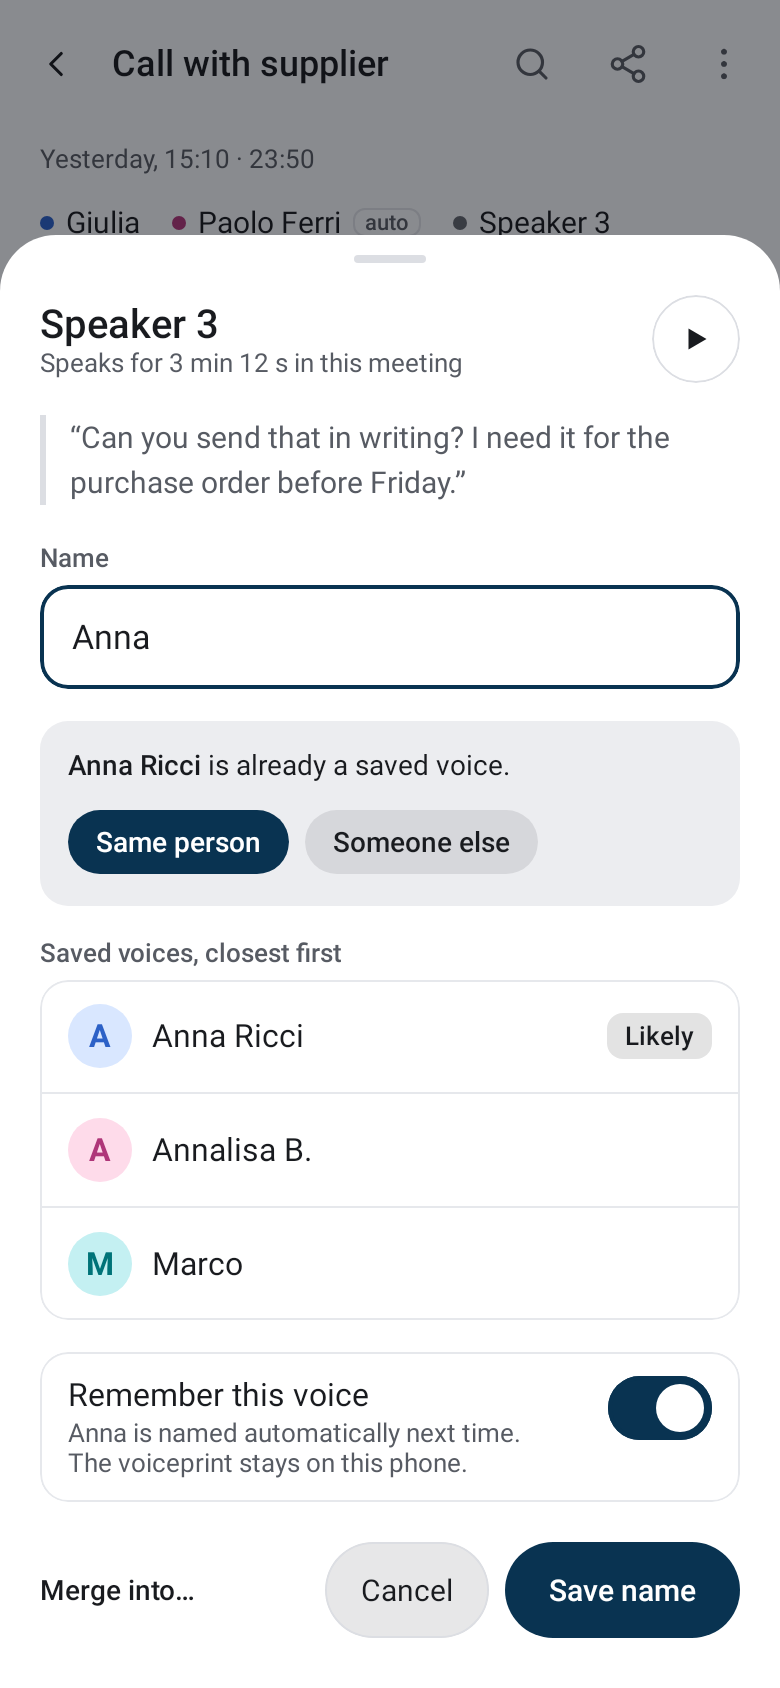 Call with supplier
Yesterday, 15:10 · 23:50
Giulia Paolo Ferri auto Speaker 3
Speaker 3
Speaks for 3 min 12 s in this meeting
“Can you send that in writing? I need it for the
purchase order before Friday.”
Name
Anna
Anna Ricci is already a saved voice.
Same person Someone else
Saved voices, closest first
A Anna Ricci Likely
A Annalisa B.
M Marco
Remember this voice
Anna is named automatically next time.
The voiceprint stays on this phone.
Merge into… Cancel Save name